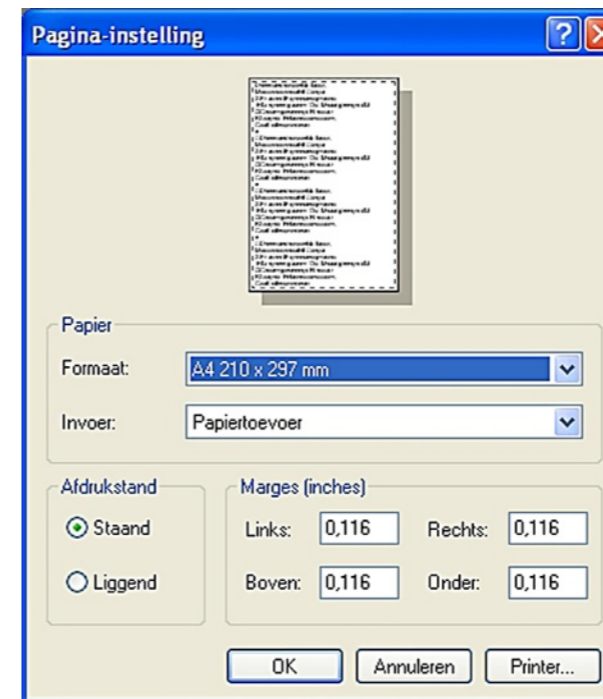 Pagina-instelling
Papier
Formaat: A4 210 x 297 mm
Invoer: Papiertoevoer
Afdrukstand
Staand
Liggend
Marges (inches)
Links: 0,116 Rechts: 0,116
Boven: 0,116 Onder: 0,116
OK Annuleren Printer...